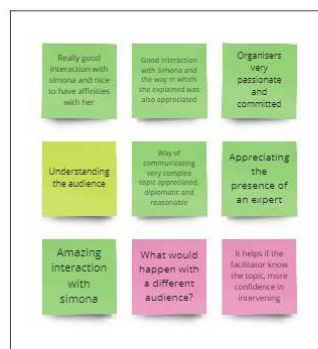 Really good
interaction with
simona and nice
to have affinities
with her
Good interaction
with Simona and the
way in which
she explained was
also appreciated
Organisers
very
passionate
and
committed
Understanding
the audience
Way of
communicating
very complex
topic appreciated,
diplomatic and
reasonable
Appreciating
the
presence of
an expert
Amazing
interaction
with
simona
What would
happen with
a different
audience?
It helps if the
facilitator know
the topic, more
confidence in
intervening